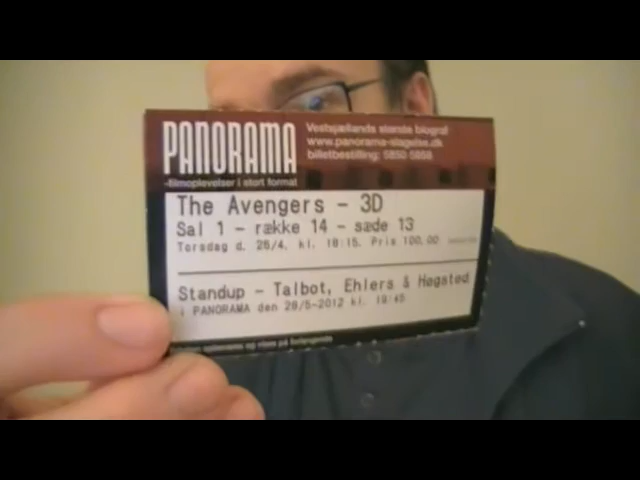 PANORAMA
-filmoplevelser i stort format
Vestsjællands største biograf
www.panorama-slagelse.dk
billetbestilling: 5850 5858
The Avengers - 3D
Sal 1 - række 14 - sæde 13
Torsdag d. 26/4. kl. 18:15. Pris 100,00
Standup - Talbot, Ehlers & Høgsted
i PANORAMA den 26/5-2012 kl. 19:45